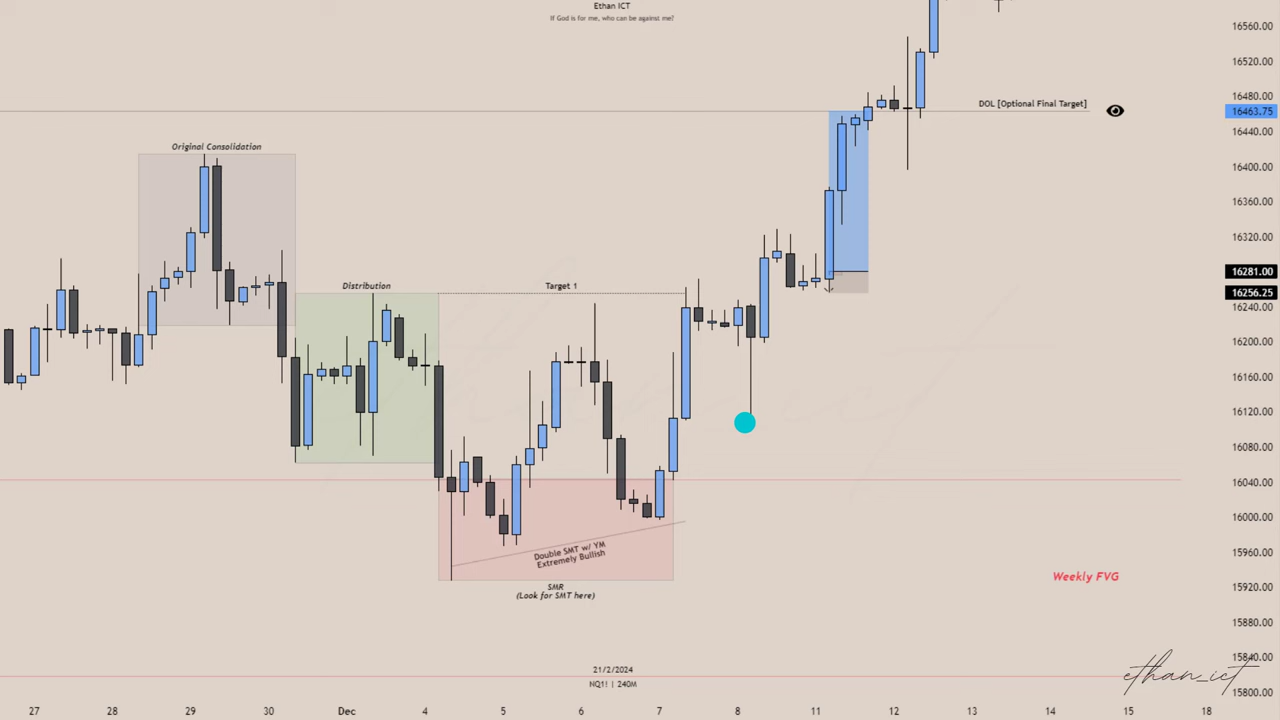 Ethan ICT
If God is for me, who can be against me?
16560.00
16520.00
16480.00
DOL [Optional Final Target]
16463.75
16440.00
Original Consolidation
16400.00
16360.00
16320.00
16281.00
Distribution
Target 1
16256.25
16240.00
16200.00
16160.00
16120.00
16080.00
16040.00
16000.00
Double SMT w/ YM
Extremely Bullish
15960.00
Weekly FVG
SMR
(Look for SMT here)
15920.00
15880.00
15840.00
21/2/2024
NQ1! | 240M
ethan_ict
15800.00
27 28 29 30 Dec 4 5 6 7 8 11 12 13 14 15 18